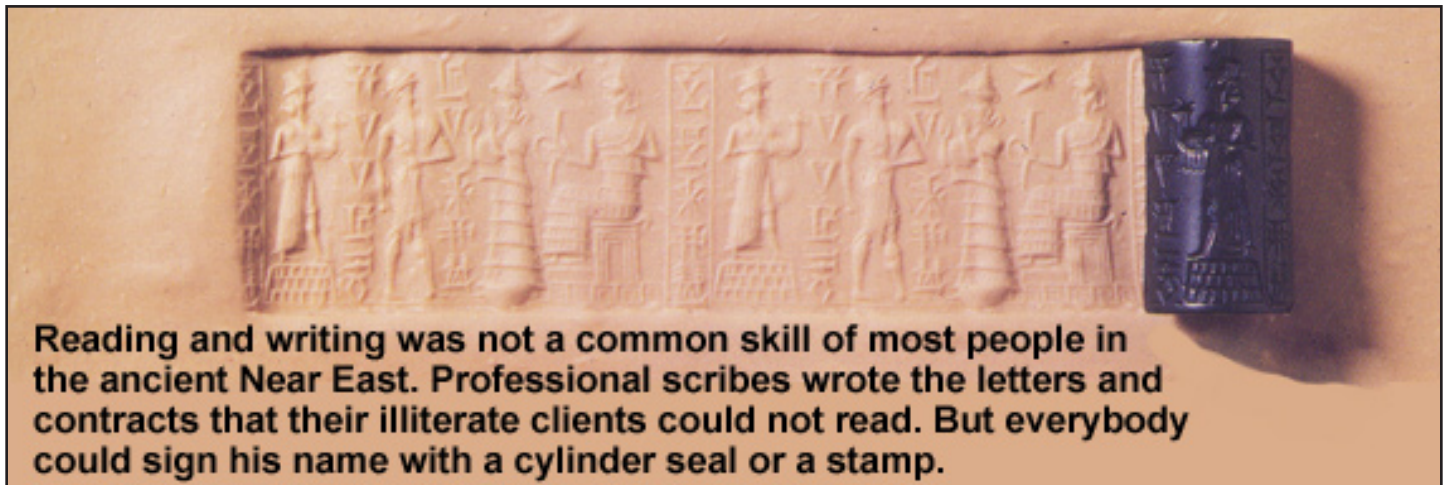 Reading and writing was not a common skill of most people in
the ancient Near East. Professional scribes wrote the letters and
contracts that their illiterate clients could not read. But everybody
could sign his name with a cylinder seal or a stamp.